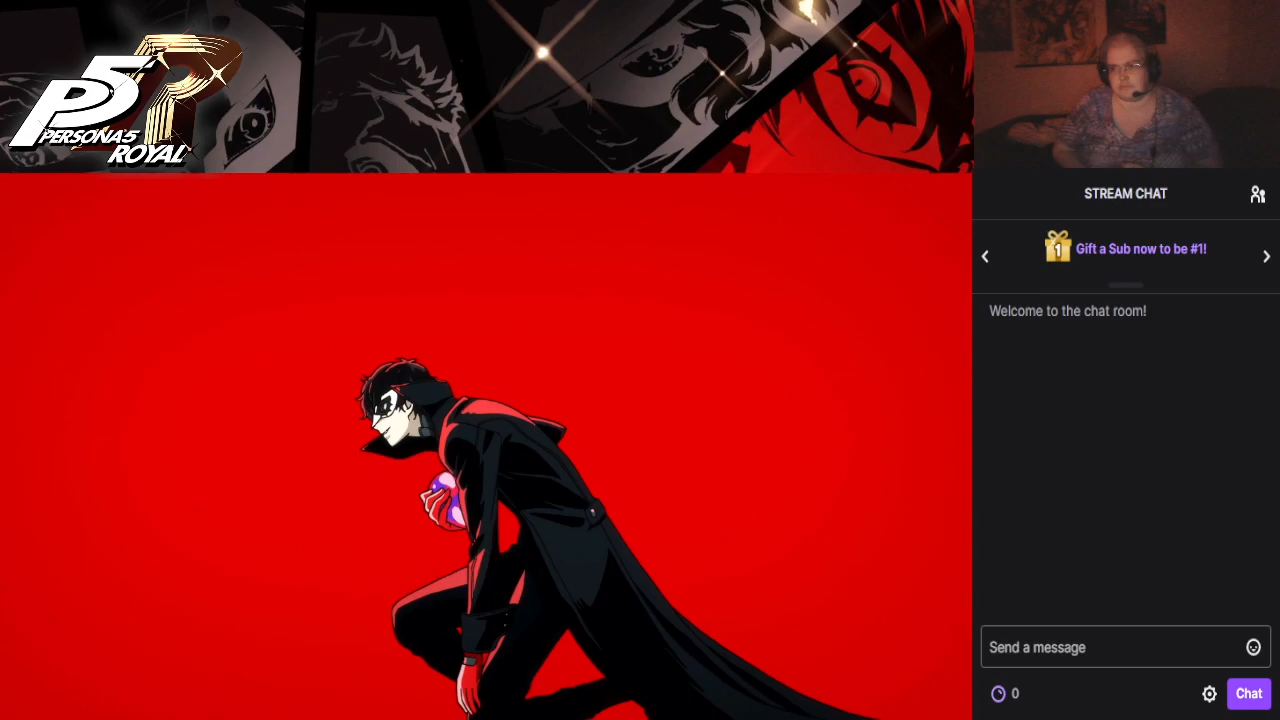 P5R
PERSONA5
ROYAL
STREAM CHAT
1
Gift a Sub now to be #1!
Welcome to the chat room!
Send a message
0
Chat